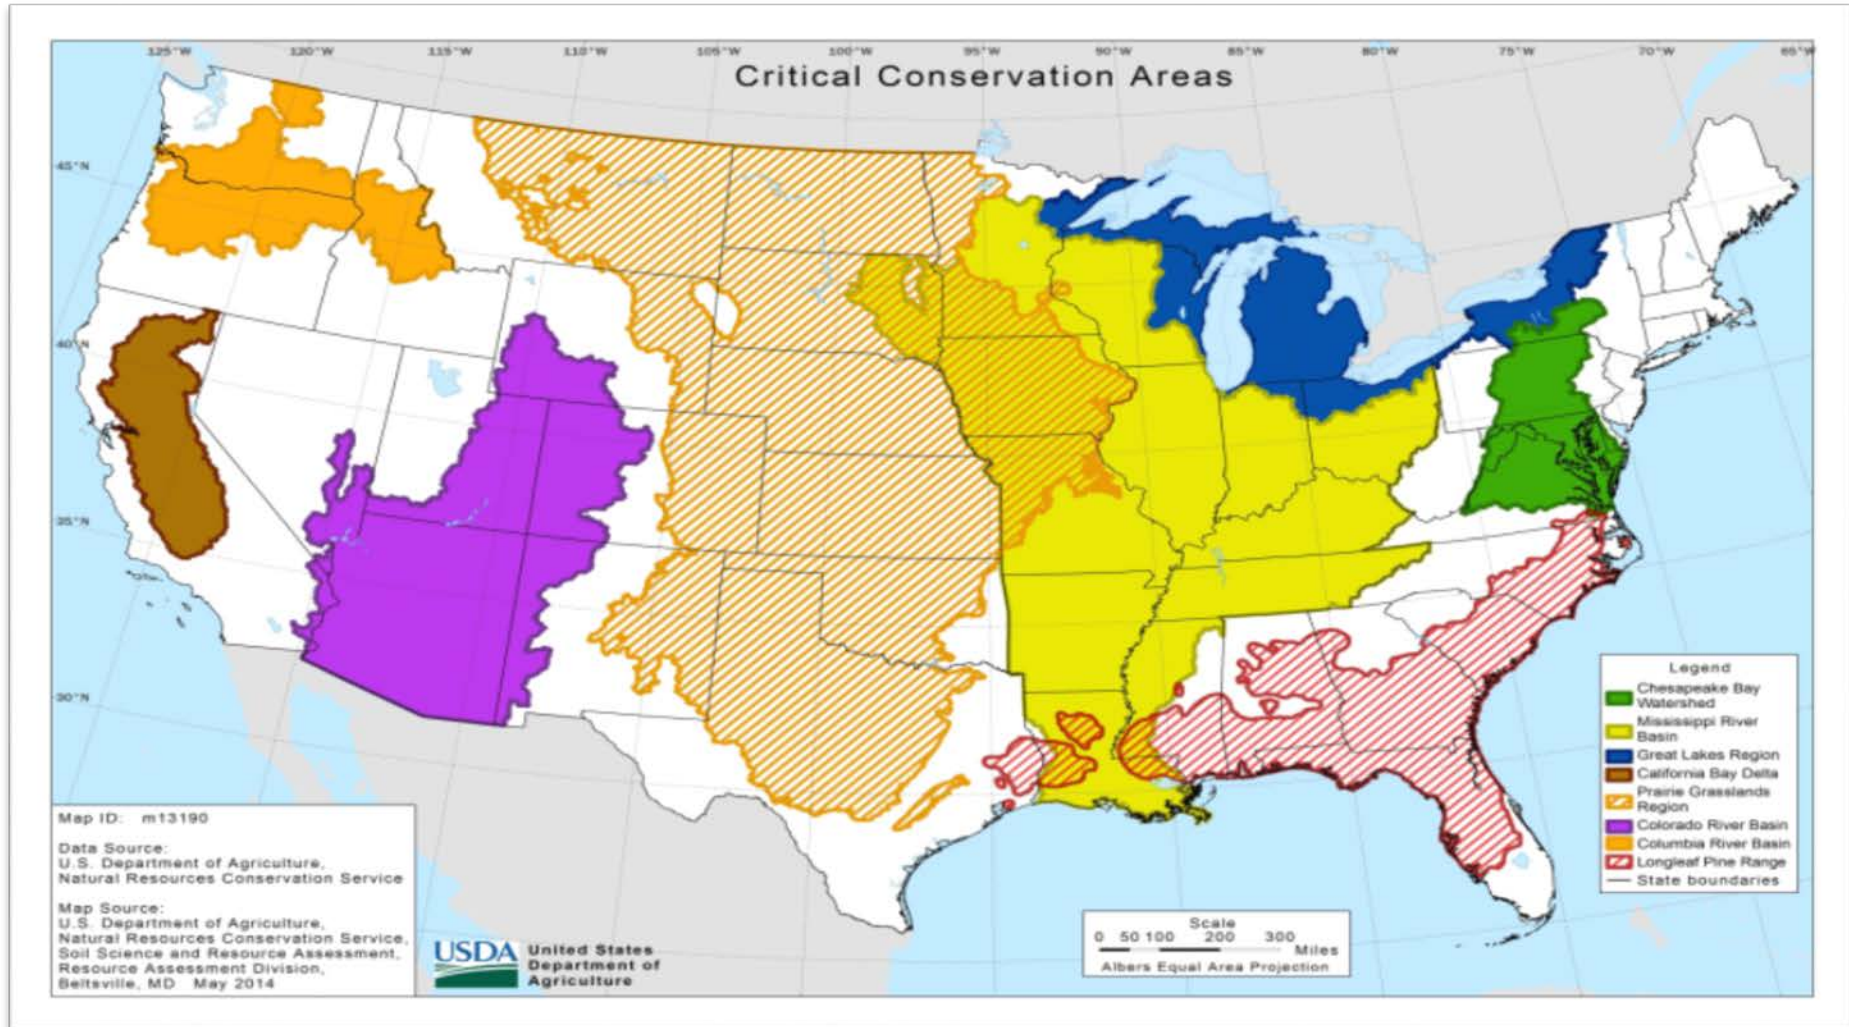 125°W 120°W 115°W 110°W 105°W 100°W 95°W 90°W 85°W 80°W 75°W 70°W 65°W
Critical Conservation Areas
45°N
40°N
35°N
30°N
Legend
Chesapeake Bay
Watershed
Mississippi River
Basin
Great Lakes Region
California Bay Delta
Prairie Grasslands
Region
Colorado River Basin
Columbia River Basin
Longleaf Pine Range
State boundaries
Map ID: m13190
Data Source:
U.S. Department of Agriculture,
Natural Resources Conservation Service
Map Source:
U.S. Department of Agriculture,
Natural Resources Conservation Service,
Soil Science and Resource Assessment,
Resource Assessment Division,
Beltsville, MD May 2014
USDA
United States
Department of
Agriculture
Scale
0 50 100 200 300
Miles
Albers Equal Area Projection